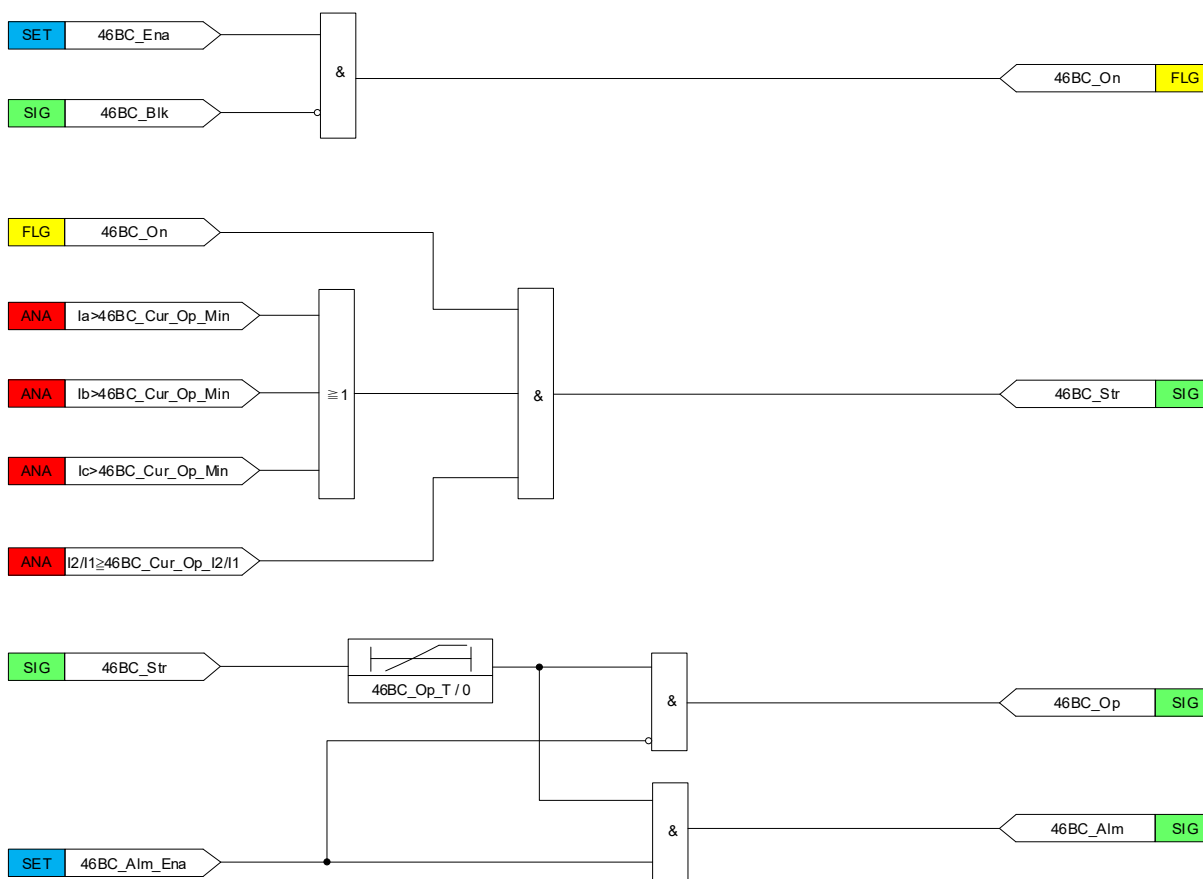 SET 46BC_Ena
&
46BC_On FLG
SIG 46BC_Blk
FLG 46BC_On
ANA Ia>46BC_Cur_Op_Min
ANA Ib>46BC_Cur_Op_Min
≧1
&
46BC_Str SIG
ANA Ic>46BC_Cur_Op_Min
ANA I2/I1≧46BC_Cur_Op_I2/I1
SIG 46BC_Str
46BC_Op_T / 0
&
46BC_Op SIG
&
46BC_Alm SIG
SET 46BC_Alm_Ena